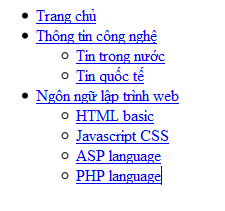 Trang chủ
Thông tin công nghệ
Tin trong nước
Tin quốc tế
Ngôn ngữ lập trình web
HTML basic
Javascript CSS
ASP language
PHP language